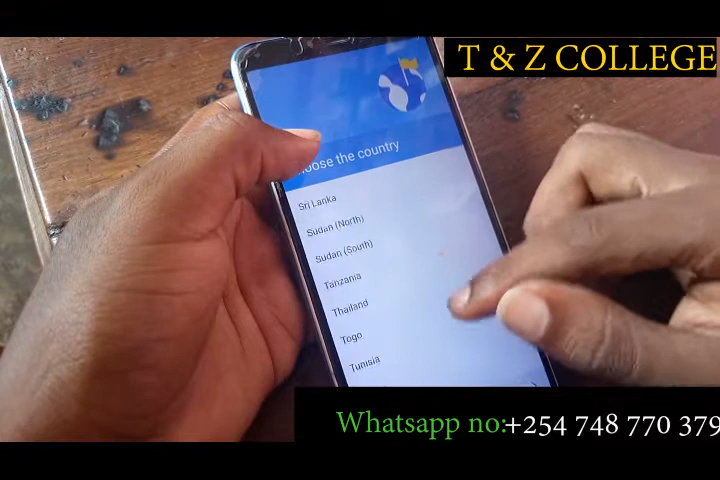 T & Z COLLEGE
Choose the country
Sri Lanka
Sudan (North)
Sudan (South)
Tanzania
Thailand
Togo
Tunisia
Whatsapp no:+254 748 770 379